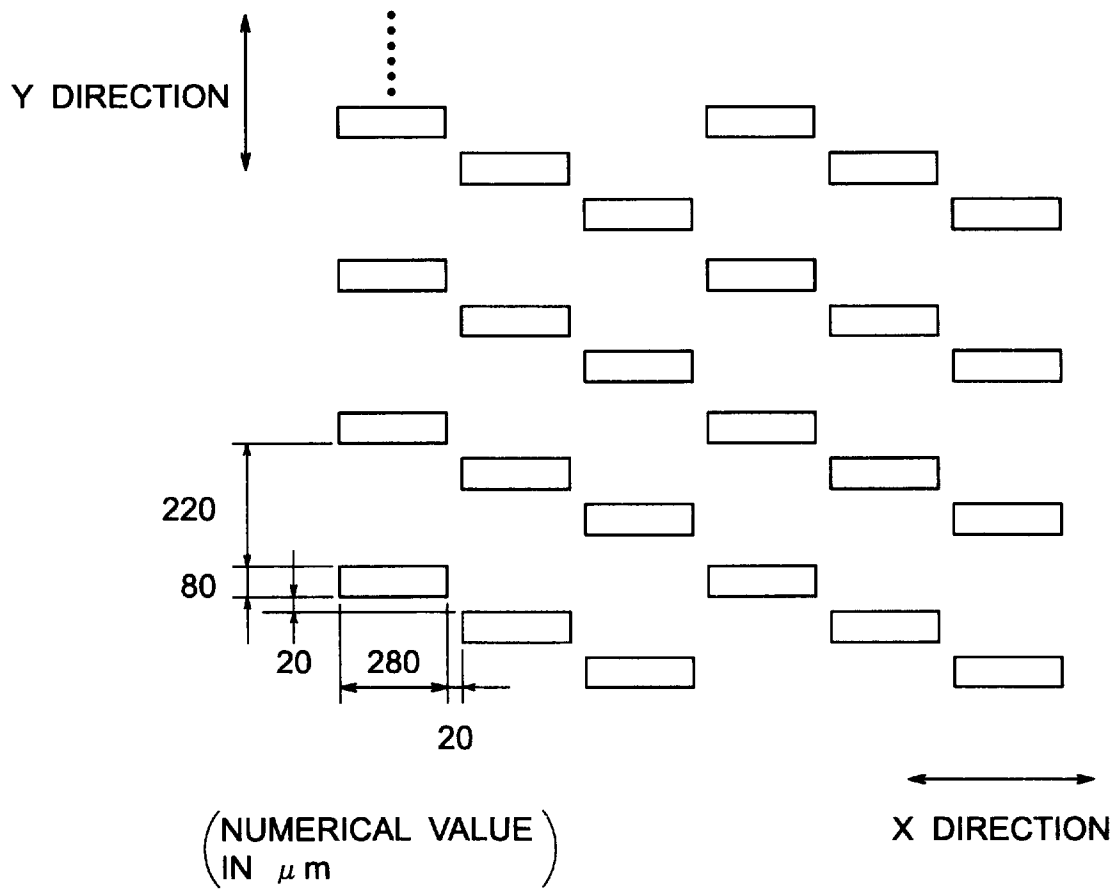 Y DIRECTION
220
80
20
280
20
X DIRECTION
(NUMERICAL VALUE
IN μm)